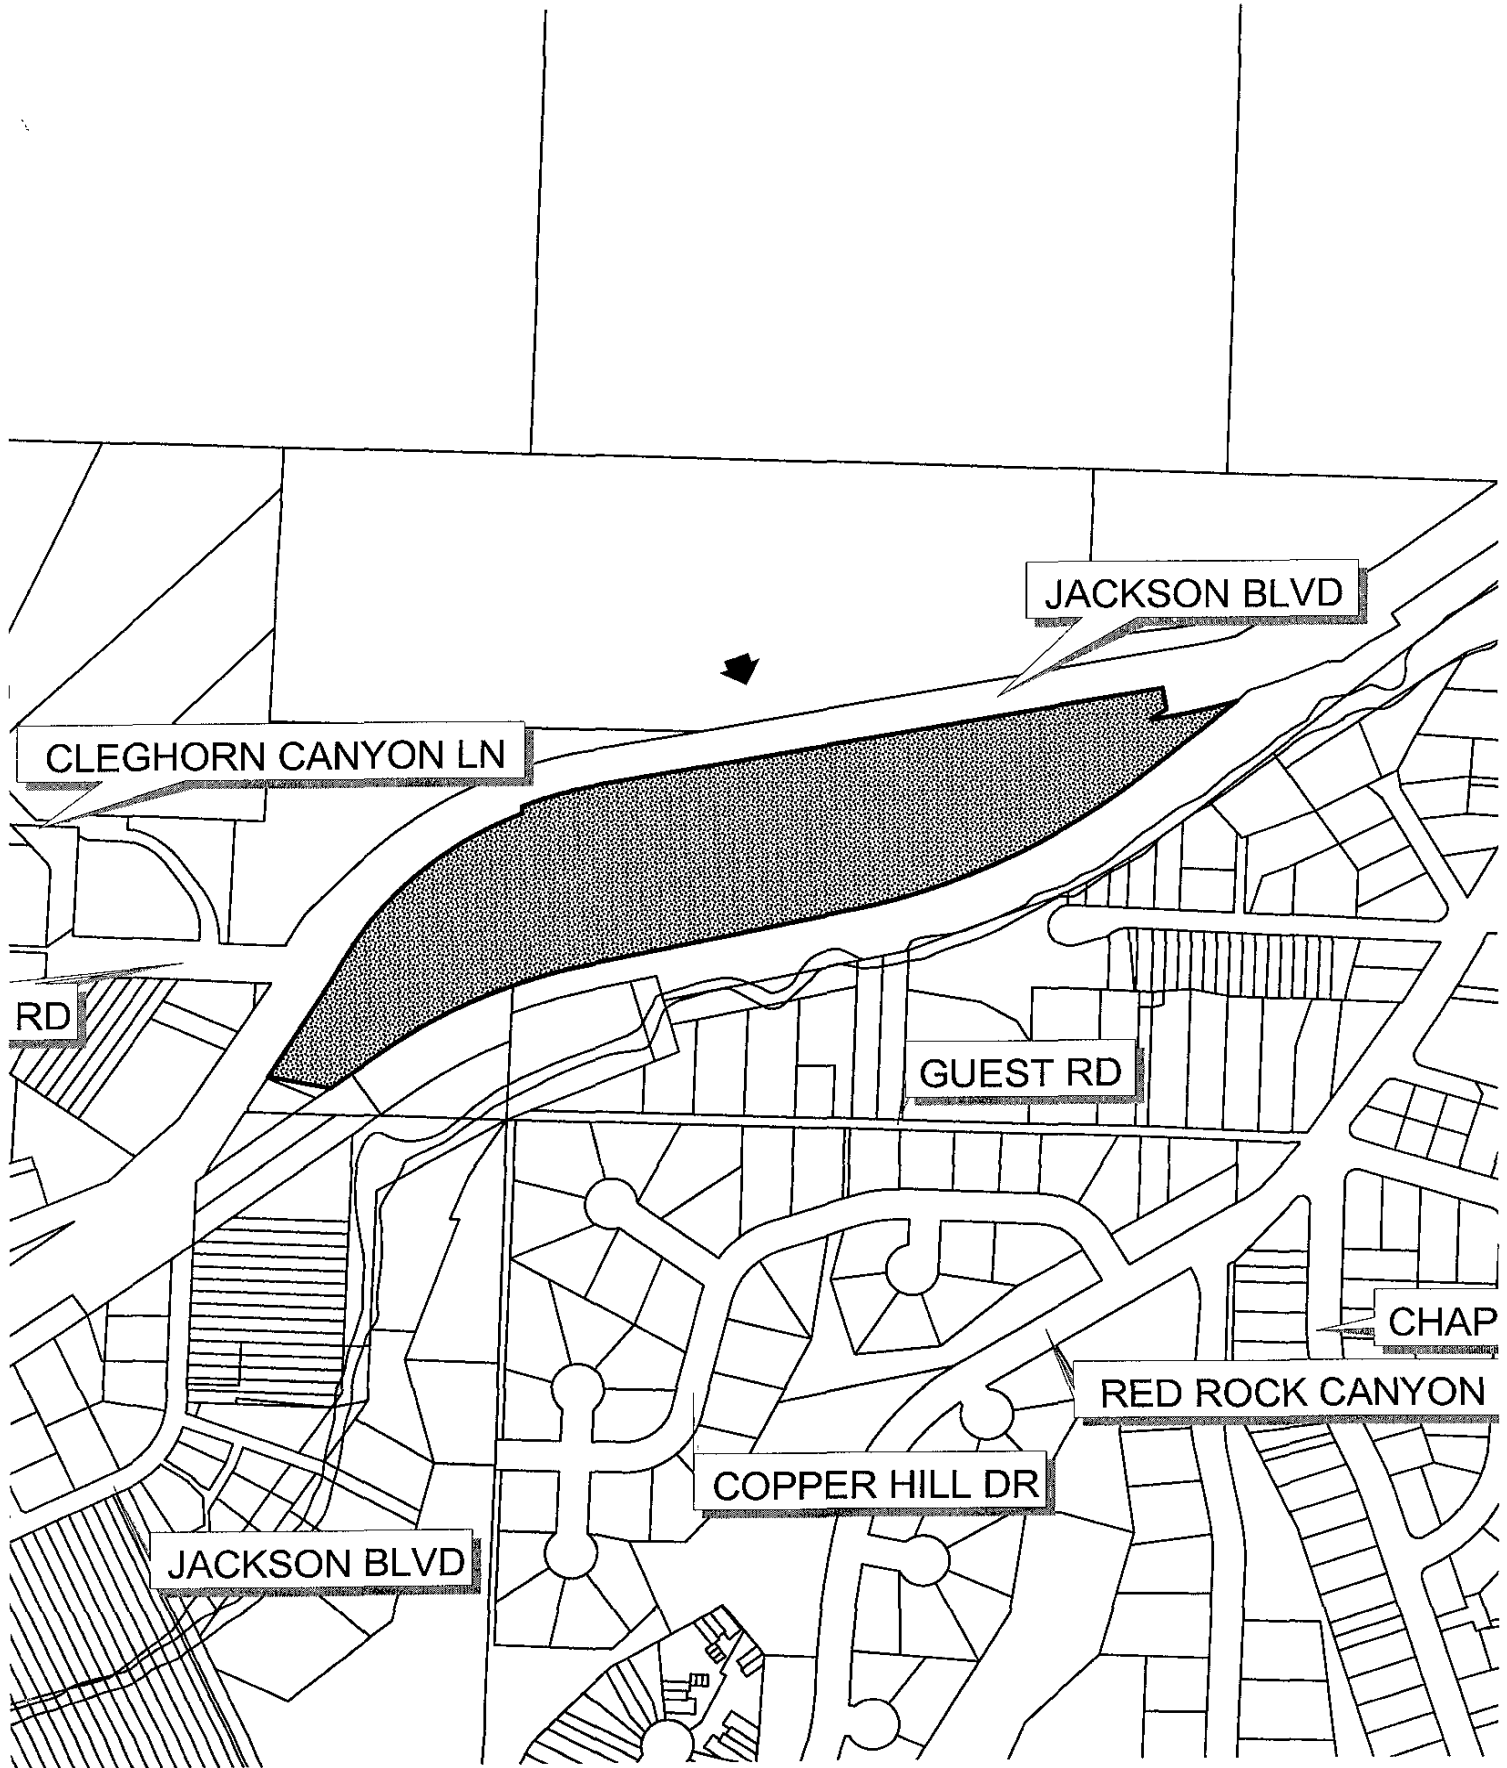 JACKSON BLVD
CLEGHORN CANYON LN
RD
GUEST RD
CHAP
RED ROCK CANYON
COPPER HILL DR
JACKSON BLVD